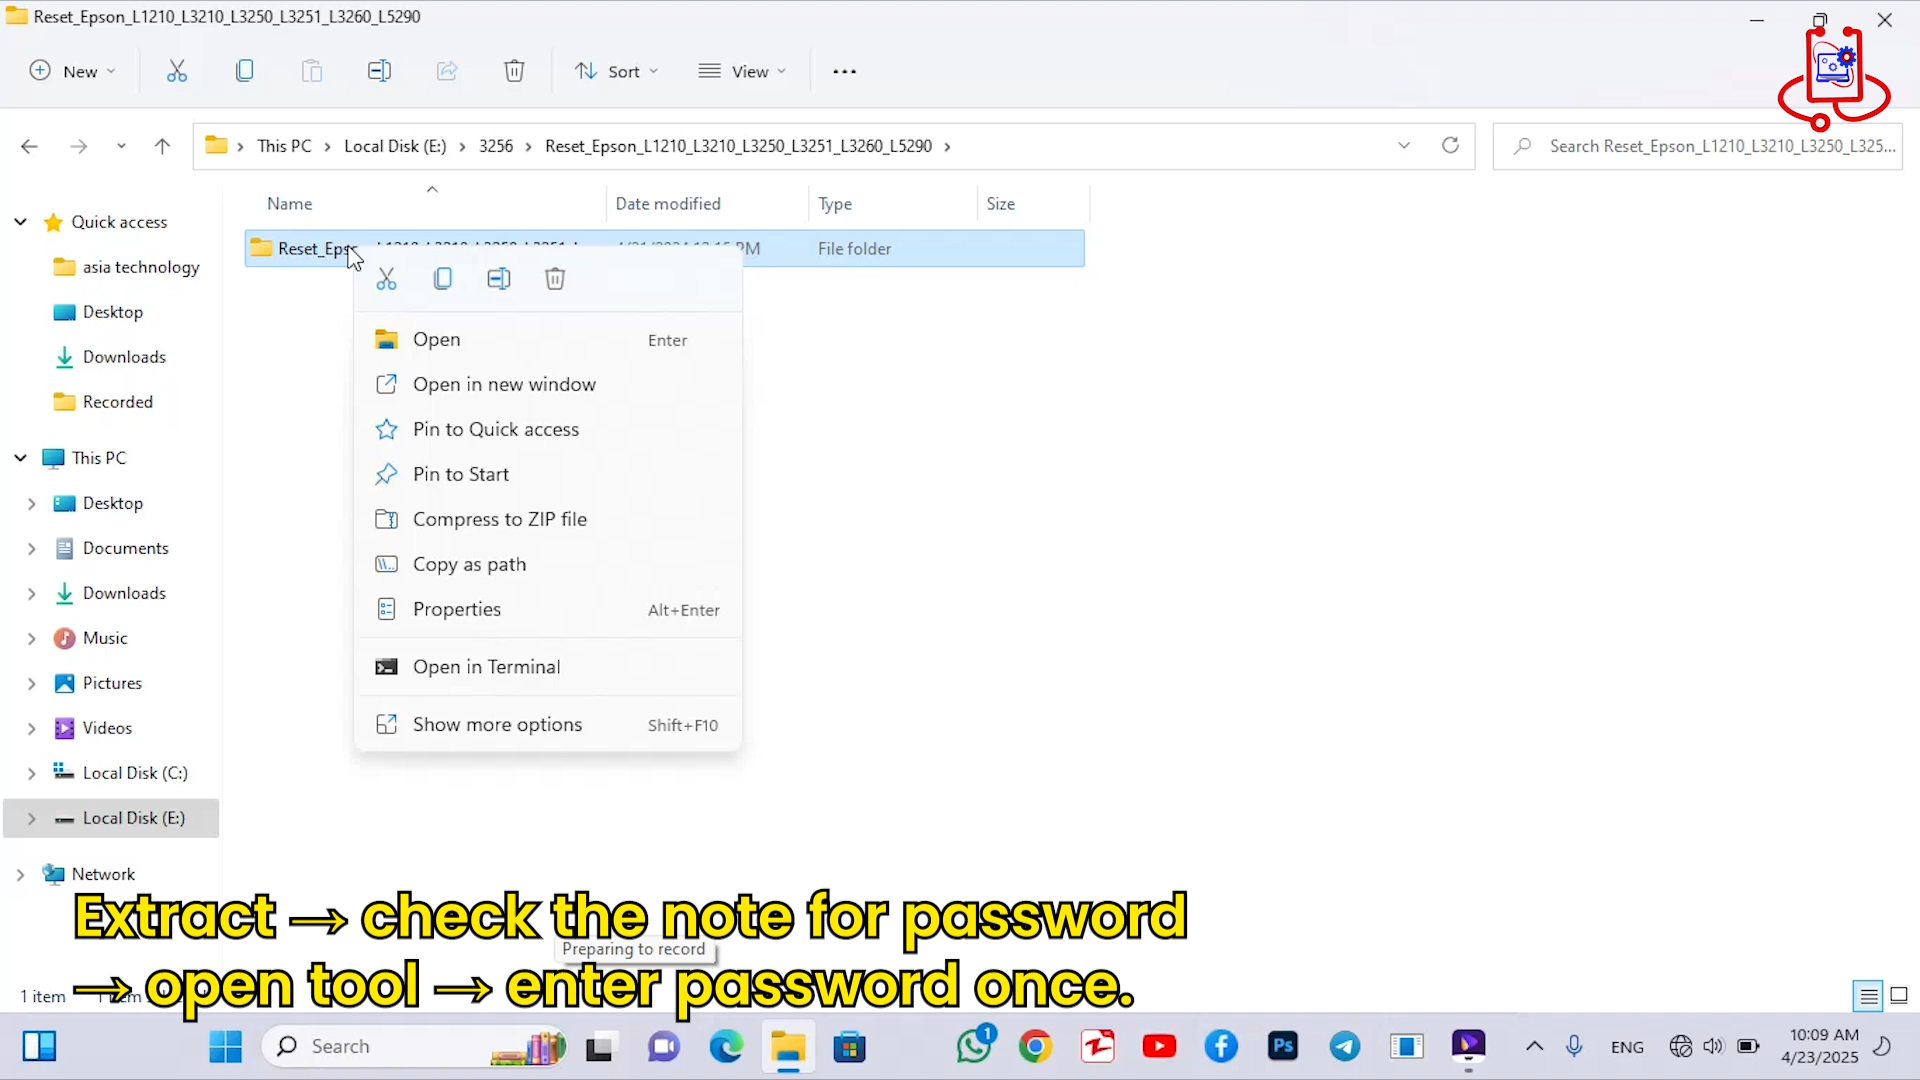 Reset_Epson_L1210_L3210_L3250_L3251_L3260_L5290
New
Sort
View
This PC
Local Disk (E:)
3256
Reset_Epson_L1210_L3210_L3250_L3251_L3260_L5290
Search Reset_Epson_L1210_L3210_L3250_L325...
Name
Date modified
Type
Size
File folder
Quick access
asia technology
Desktop
Downloads
Recorded
This PC
Desktop
Documents
Downloads
Music
Pictures
Videos
Local Disk (C:)
Local Disk (E:)
Network
Open Enter
Open in new window
Pin to Quick access
Pin to Start
Compress to ZIP file
Copy as path
Properties Alt+Enter
Open in Terminal
Show more options Shift+F10
Extract → check the note for password
Preparing to record
→ open tool → enter password once.
1 item
Search
1
Ps
ENG
10:09 AM
4/23/2025